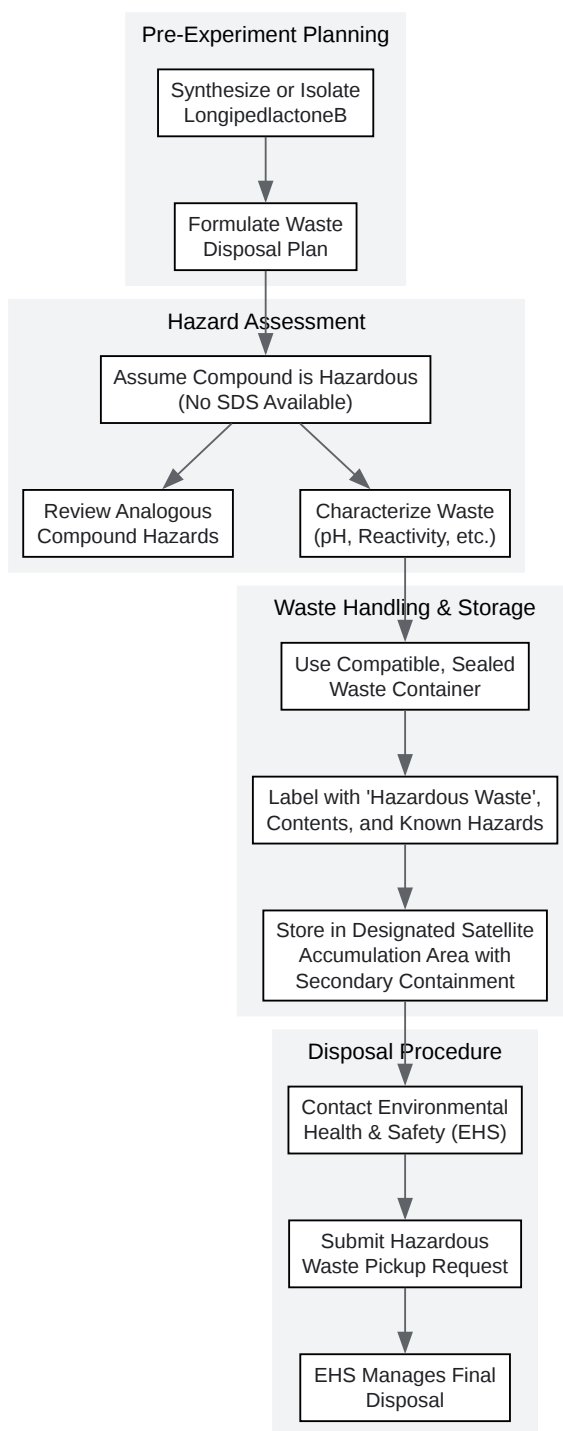 Pre-Experiment Planning
Synthesize or Isolate
LongipedlactoneB
Formulate Waste
Disposal Plan
Hazard Assessment
Assume Compound is Hazardous
(No SDS Available)
Review Analogous
Compound Hazards
Characterize Waste
(pH, Reactivity, etc.)
Waste Handling & Storage
Use Compatible, Sealed
Waste Container
Label with 'Hazardous Waste',
Contents, and Known Hazards
Store in Designated Satellite
Accumulation Area with
Secondary Containment
Disposal Procedure
Contact Environmental
Health & Safety (EHS)
Submit Hazardous
Waste Pickup Request
EHS Manages Final
Disposal